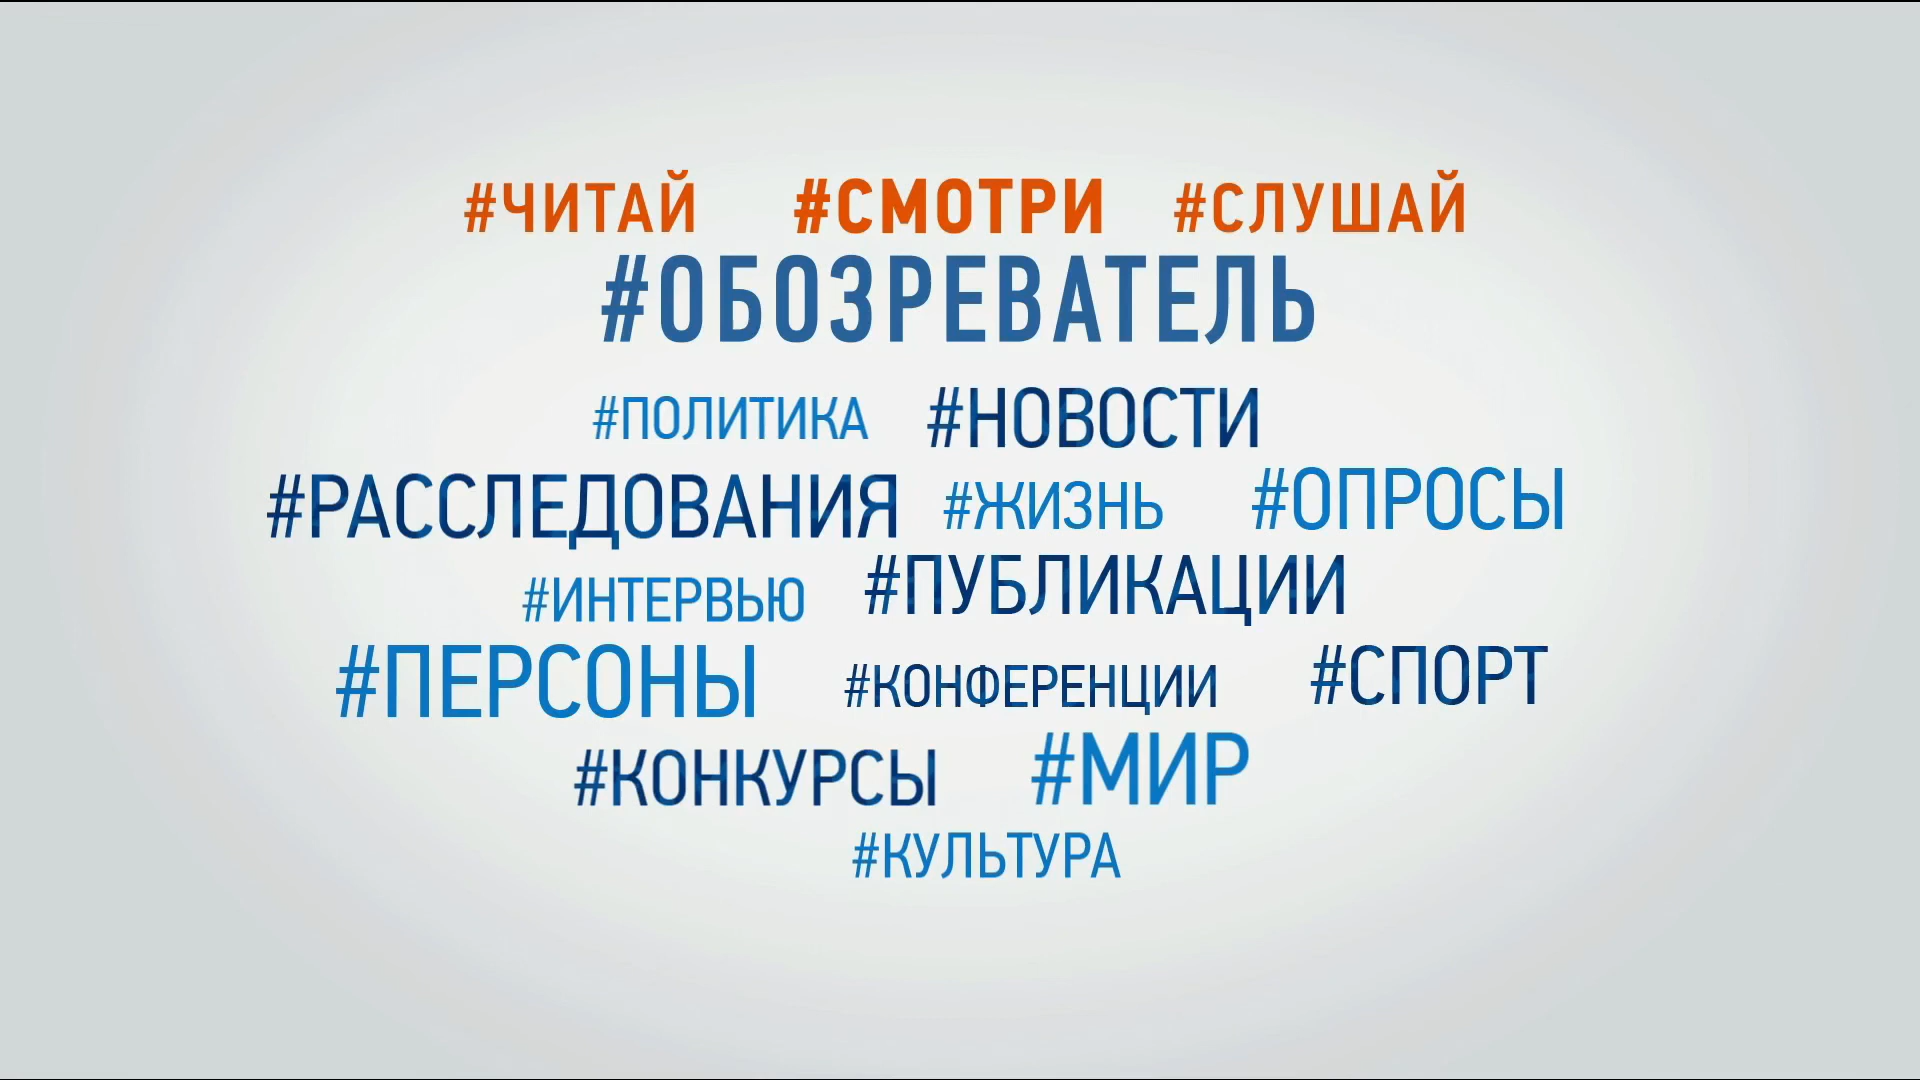 #ЧИТАЙ #СМОТРИ #СЛУШАЙ
#ОБОЗРЕВАТЕЛЬ
#ПОЛИТИКА #НОВОСТИ
#РАССЛЕДОВАНИЯ #ЖИЗНЬ #ОПРОСЫ
#ИНТЕРВЬЮ #ПУБЛИКАЦИИ
#ПЕРСОНЫ #КОНФЕРЕНЦИИ #СПОРТ
#КОНКУРСЫ #МИР
#КУЛЬТУРА